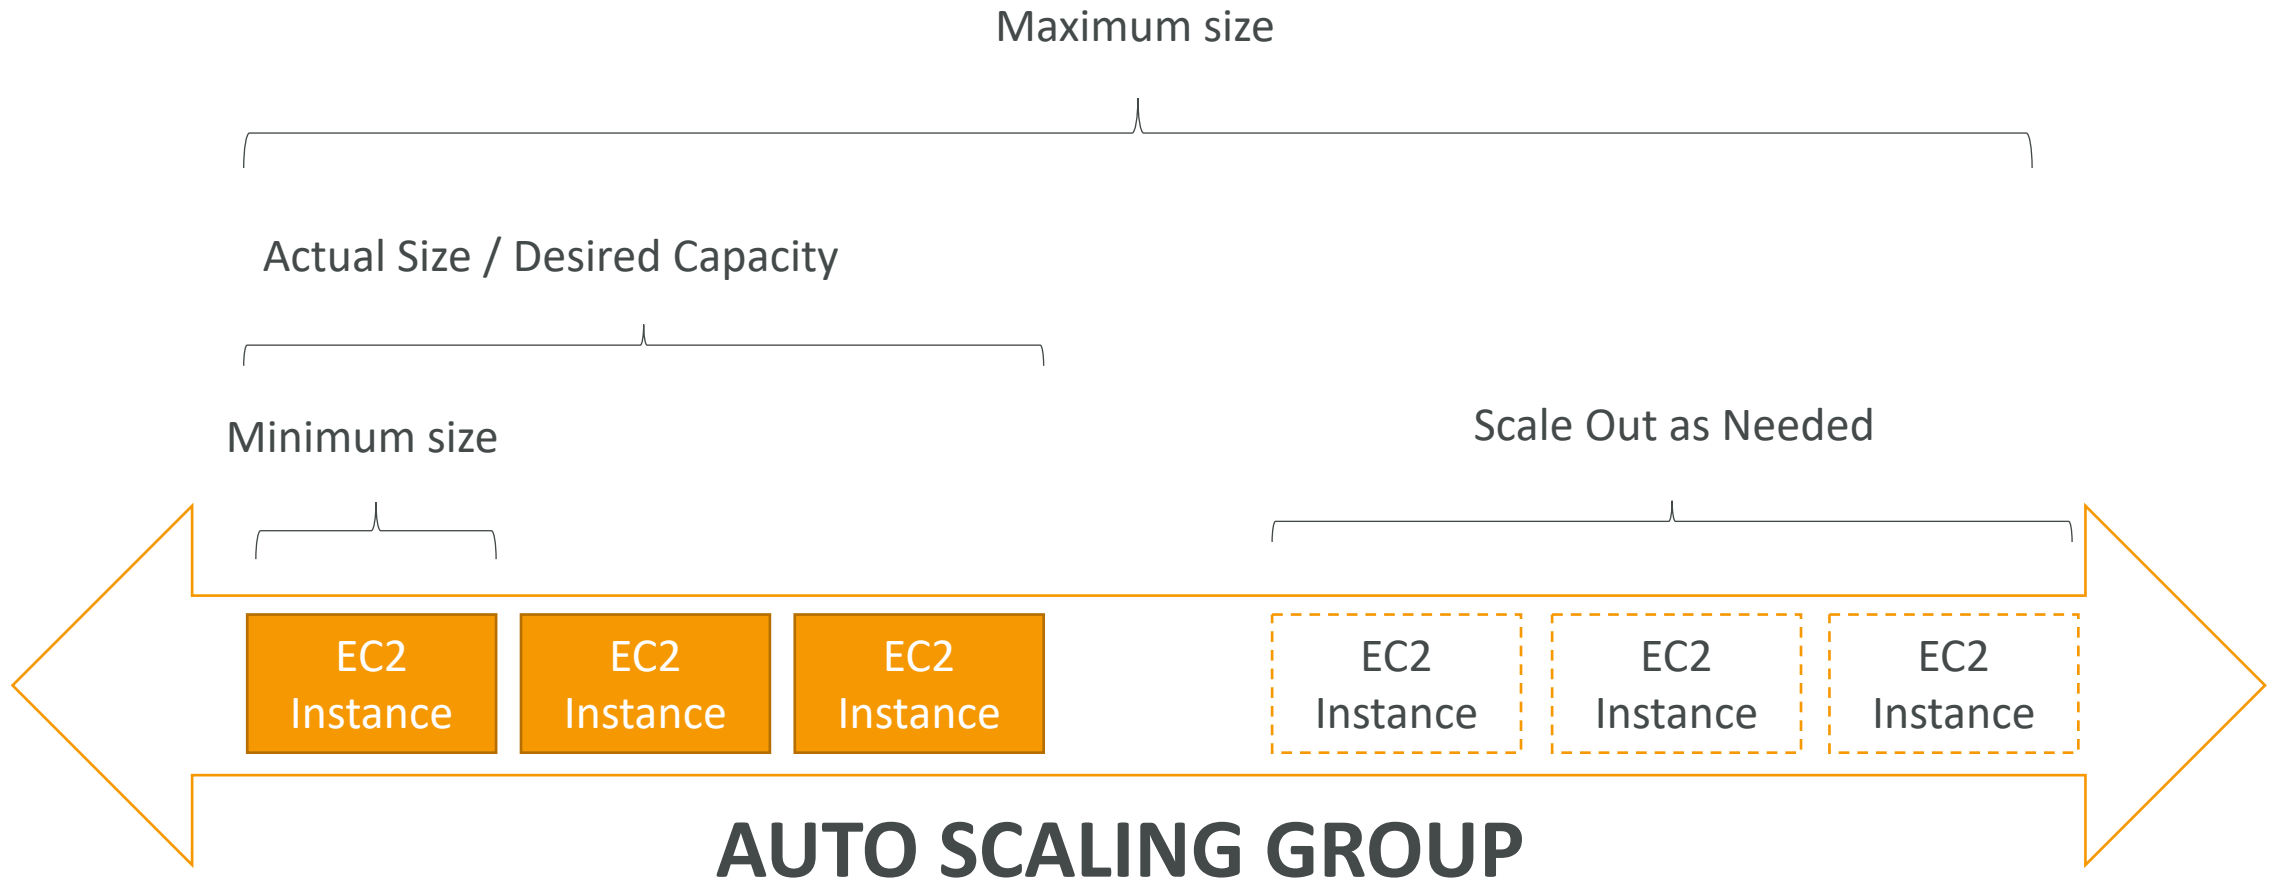 Maximum size
Actual Size / Desired Capacity
Minimum size
Scale Out as Needed
EC2
Instance
EC2
Instance
EC2
Instance
EC2
Instance
EC2
Instance
EC2
Instance
AUTO SCALING GROUP